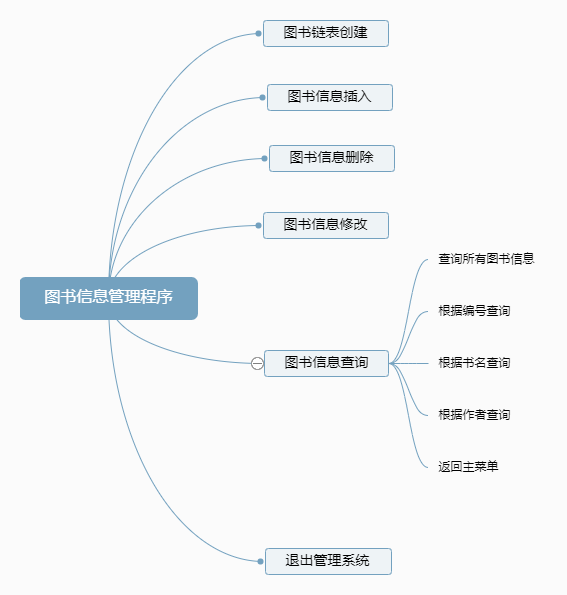 图书链表创建
图书信息插入
图书信息删除
图书信息修改
图书信息管理程序
图书信息查询
查询所有图书信息
根据编号查询
根据书名查询
根据作者查询
返回主菜单
退出管理系统